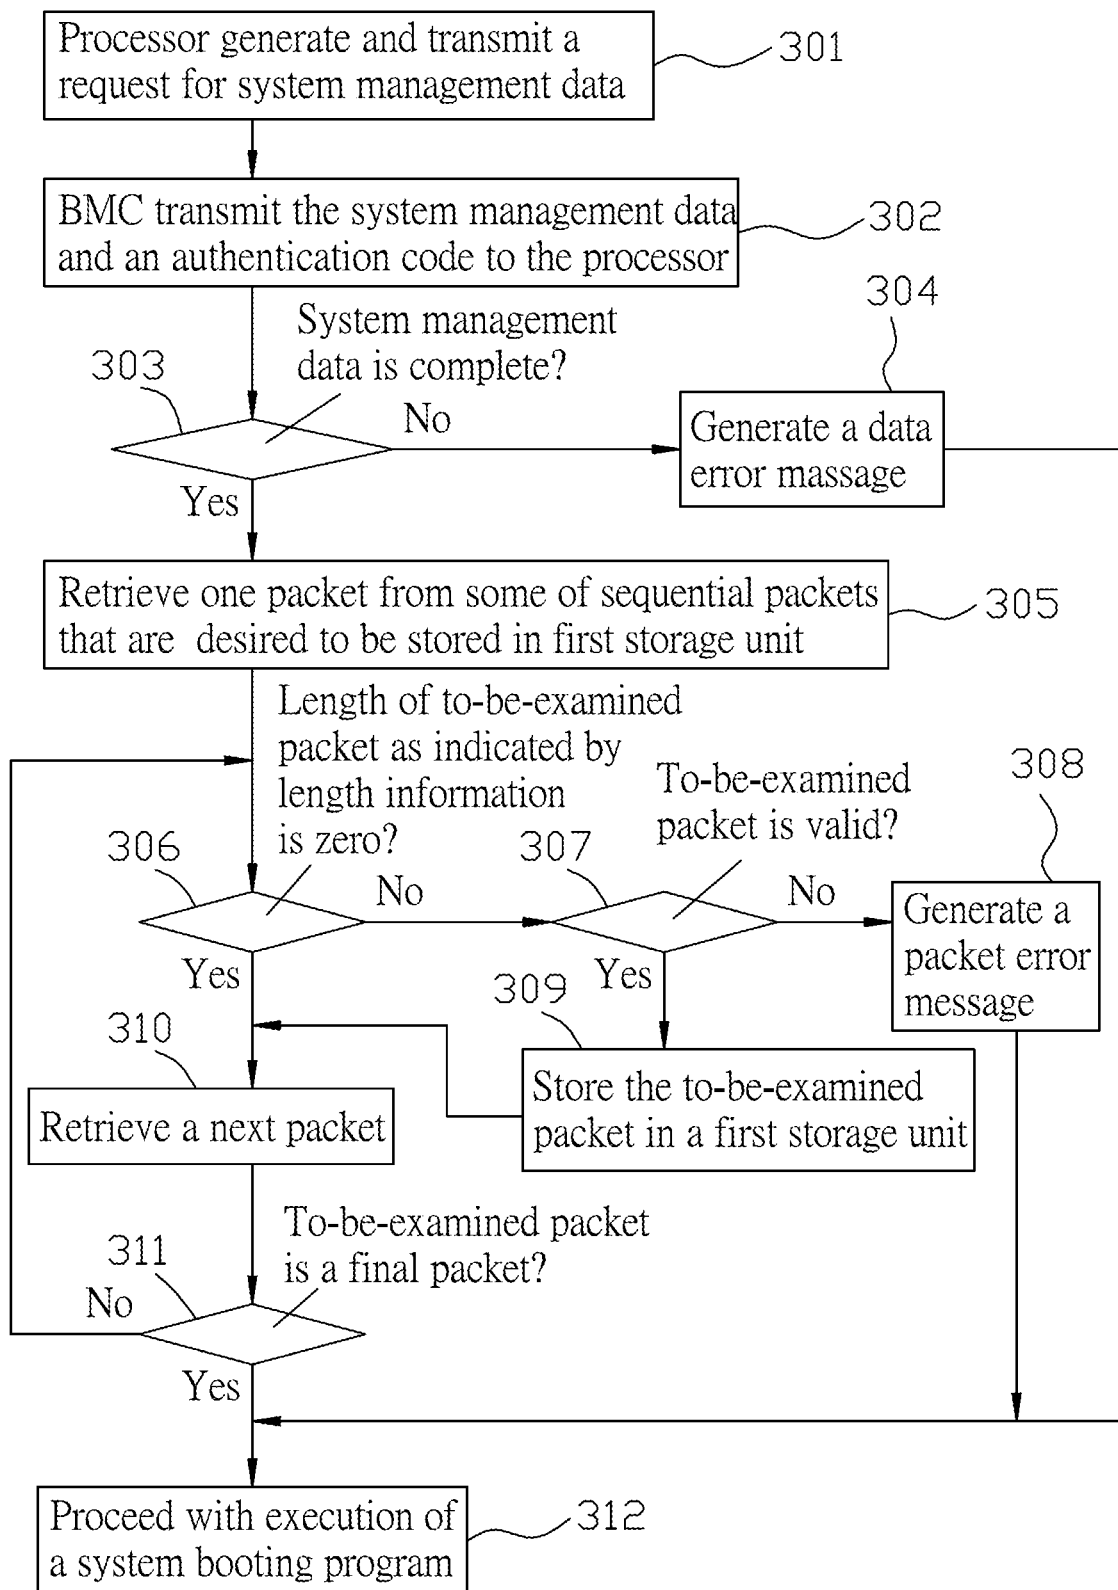 Processor generate and transmit a
request for system management data
301
BMC transmit the system management data
and an authentication code to the processor
302
System management
data is complete?
303
304
No
Generate a data
error massage
Yes
Retrieve one packet from some of sequential packets
that are desired to be stored in first storage unit
305
Length of to-be-examined
packet as indicated by
length information
is zero?
306
To-be-examined
packet is valid?
307
308
No
No
Generate a
packet error
message
Yes
Yes
309
310
Store the to-be-examined
packet in a first storage unit
Retrieve a next packet
To-be-examined packet
is a final packet?
311
No
Yes
Proceed with execution of
a system booting program
312